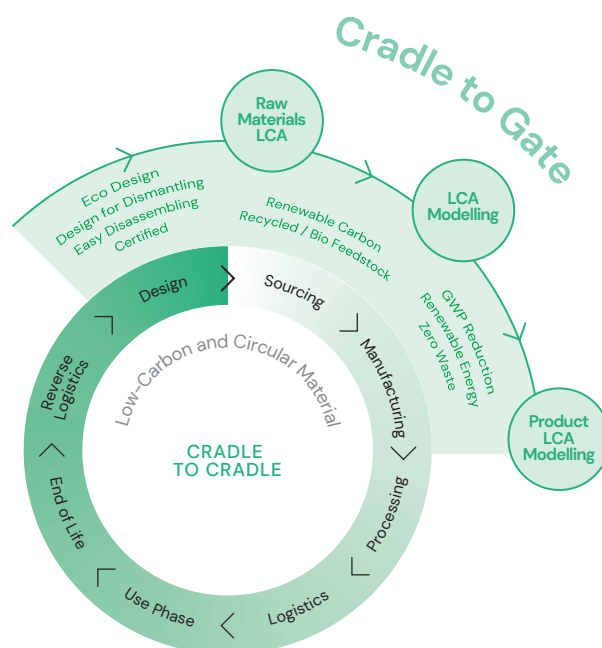 Cradle to Gate
Raw
Materials
LCA
LCA
Modelling
Product
LCA
Modelling
Eco Design
Design for Dismantling
Easy Disassembling
Certified
Renewable Carbon
Recycled / Bio Feedstock
GWP Reduction
Renewable Energy
Zero Waste
Design
Sourcing
Manufacturing
Processing
Logistics
Use Phase
End of Life
Reverse
Logistics
Low-Carbon and Circular Material
CRADLE
TO CRADLE